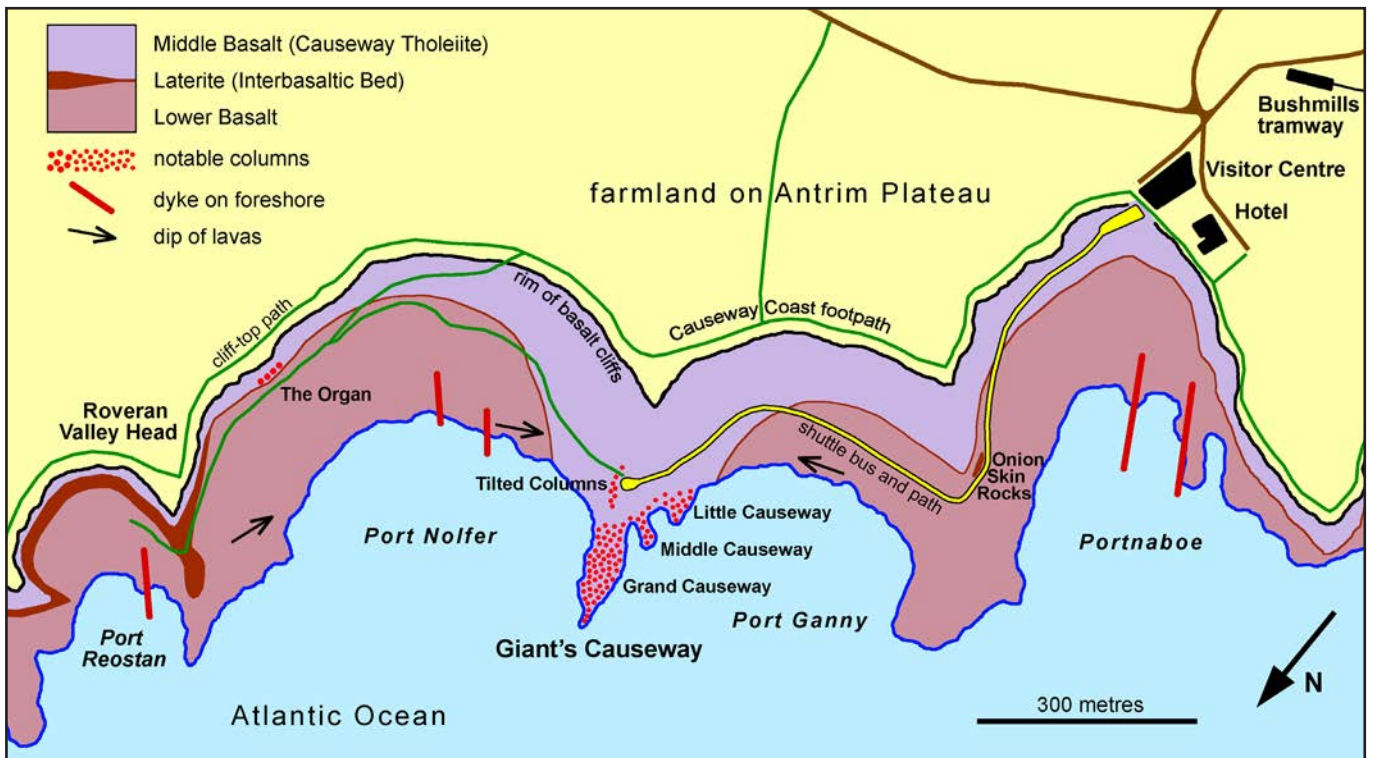 Middle Basalt (Causeway Tholeiite)
Laterite (Interbasaltic Bed)
Lower Basalt
notable columns
dyke on foreshore
dip of lavas
Bushmills
tramway
Visitor Centre
Hotel
farmland on Antrim Plateau
rim of basalt cliffs
Causeway Coast footpath
cliff-top path
The Organ
Roveran
Valley Head
shuttle bus and path
Onion
Skin
Rocks
Tilted Columns
Little Causeway
Port Nolfer
Portnaboe
Middle Causeway
Grand Causeway
Port Ganny
Port
Reostan
Giant's Causeway
N
300 metres
Atlantic Ocean